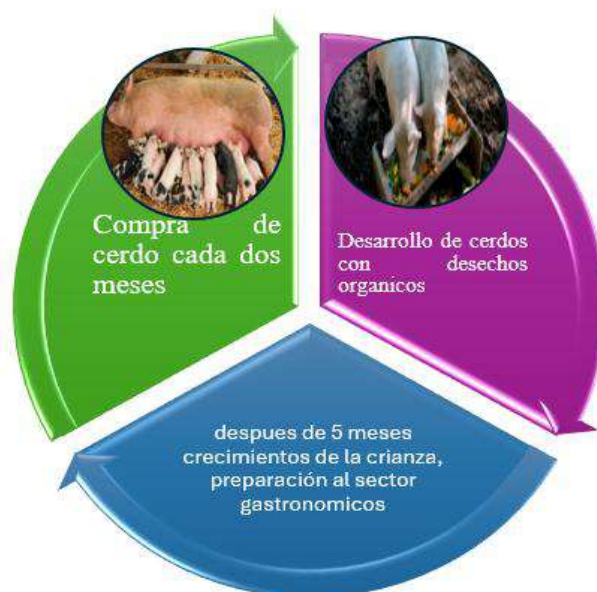 Compra de
cerdo cada dos
meses
Desarrollo de cerdos
con desechos
organicos
despues de 5 meses
crecimientos de la crianza,
preparación al sector
gastronomicos